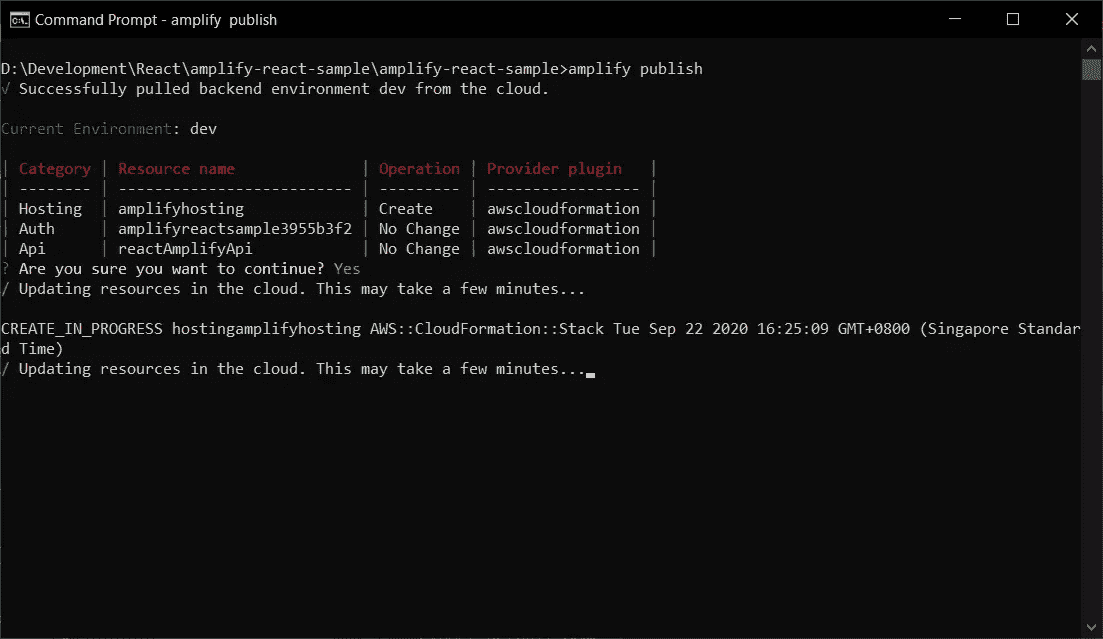 Command Prompt - amplify  publish
D:\Development\React\amplify-react-sample\amplify-react-sample>amplify publish
√ Successfully pulled backend environment dev from the cloud.
Current Environment: dev
| Category | Resource name             | Operation | Provider plugin   |
| -------- | -------------------------- | --------- | ----------------- |
| Hosting  | amplifyhosting             | Create    | awscloudformation |
| Auth     | amplifyreactsample3955b3f2 | No Change | awscloudformation |
| Api      | reactAmplifyApi            | No Change | awscloudformation |
? Are you sure you want to continue? Yes
/ Updating resources in the cloud. This may take a few minutes...
CREATE_IN_PROGRESS hostingamplifyhosting AWS::CloudFormation::Stack Tue Sep 22 2020 16:25:09 GMT+0800 (Singapore Standar
d Time)
/ Updating resources in the cloud. This may take a few minutes...